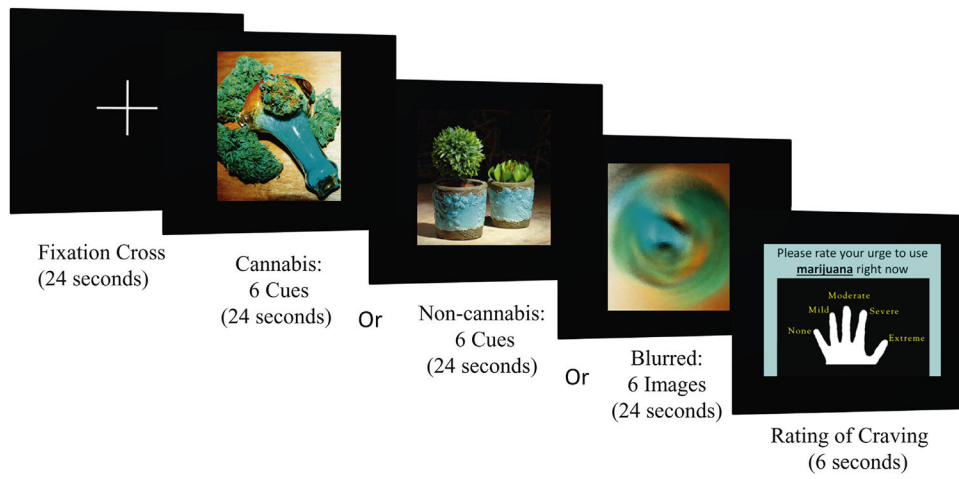 Fixation Cross
(24 seconds)
Cannabis:
6 Cues
(24 seconds)
Or
Non-cannabis:
6 Cues
(24 seconds)
Or
Blurred:
6 Images
(24 seconds)
Please rate your urge to use
marijuana right now
None
Mild
Moderate
Severe
Extreme
Rating of Craving
(6 seconds)